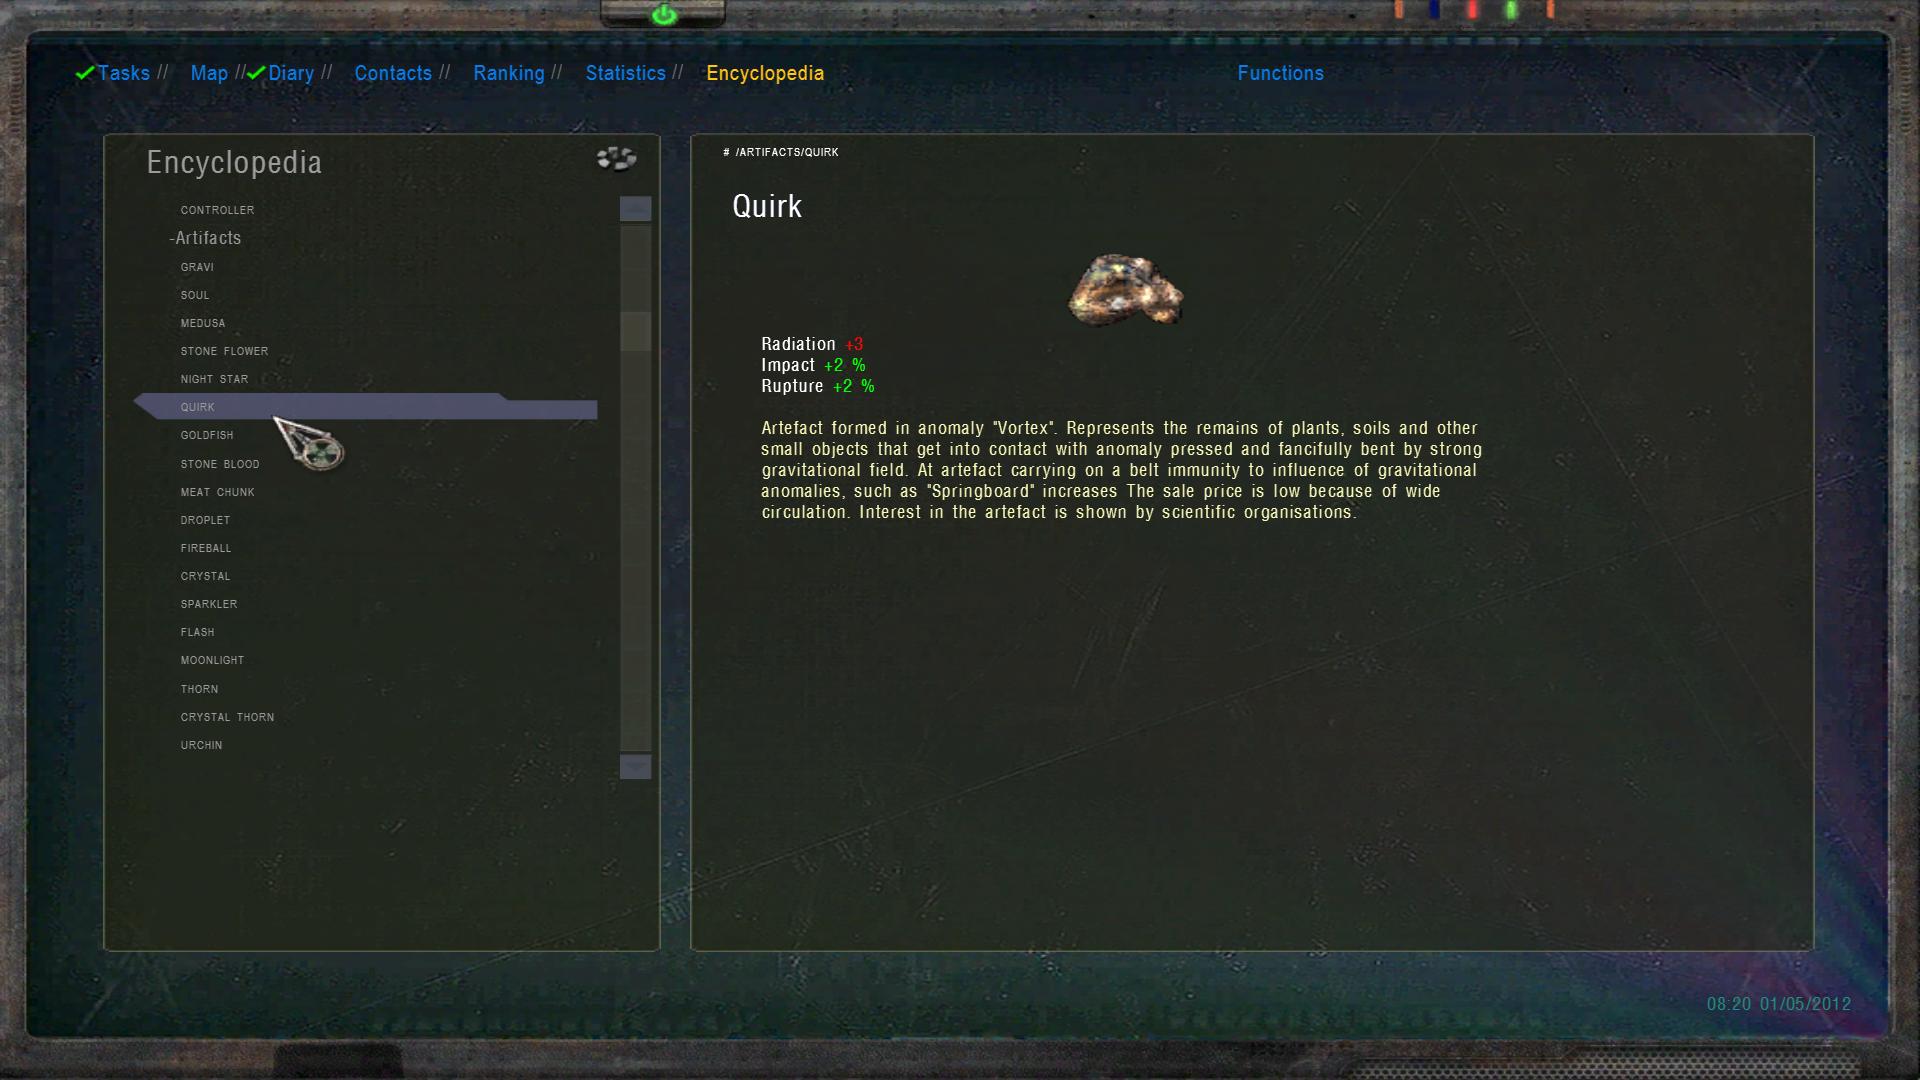 Tasks // Map // Diary // Contacts // Ranking // Statistics // Encyclopedia Functions
Encyclopedia
CONTROLLER
-Artifacts
GRAVI
SOUL
MEDUSA
STONE FLOWER
NIGHT STAR
QUIRK
GOLDFISH
STONE BLOOD
MEAT CHUNK
DROPLET
FIREBALL
CRYSTAL
SPARKLER
FLASH
MOONLIGHT
THORN
CRYSTAL THORN
URCHIN
# /ARTIFACTS/QUIRK
Quirk
Radiation +3
Impact +2 %
Rupture +2 %
Artefact formed in anomaly "Vortex". Represents the remains of plants, soils and other
small objects that get into contact with anomaly pressed and fancifully bent by strong
gravitational field. At artefact carrying on a belt immunity to influence of gravitational
anomalies, such as "Springboard" increases The sale price is low because of wide
circulation. Interest in the artefact is shown by scientific organisations.
08:20 01/05/2012